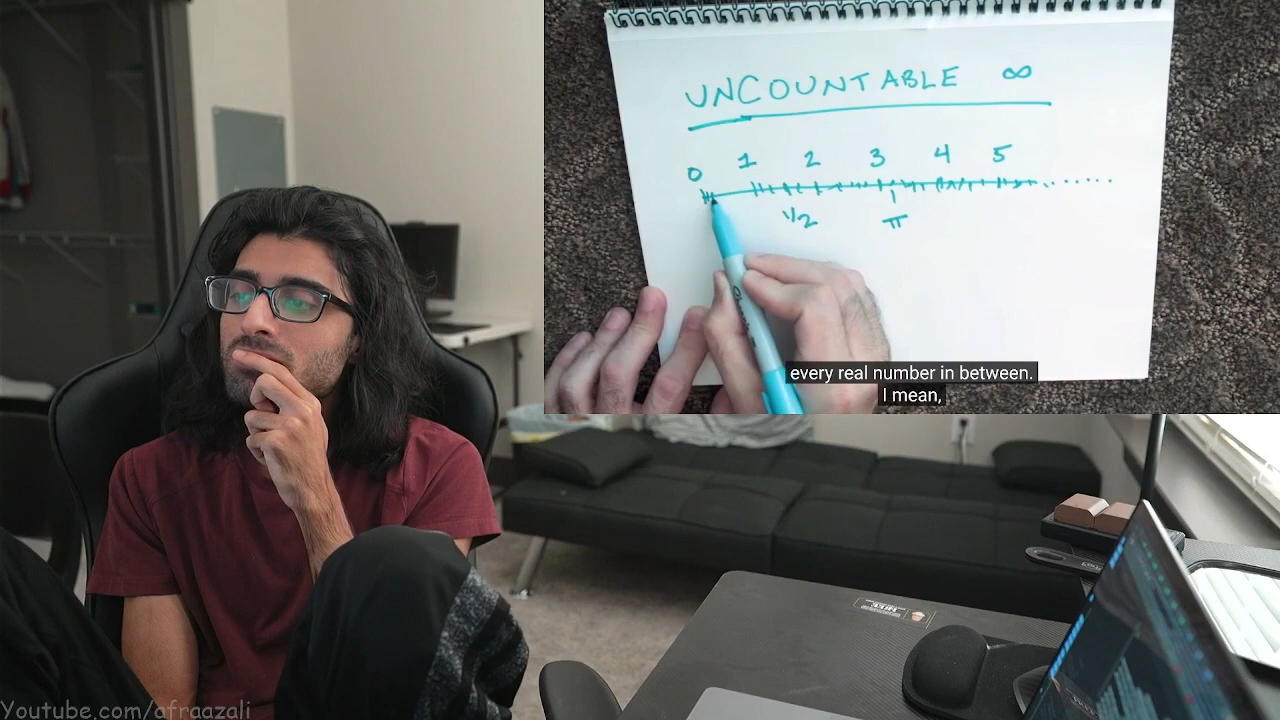 UNCOUNTABLE ∞
0 1 2 3 4 5
1/2 π
every real number in between.
I mean,
Youtube.com/afraazali